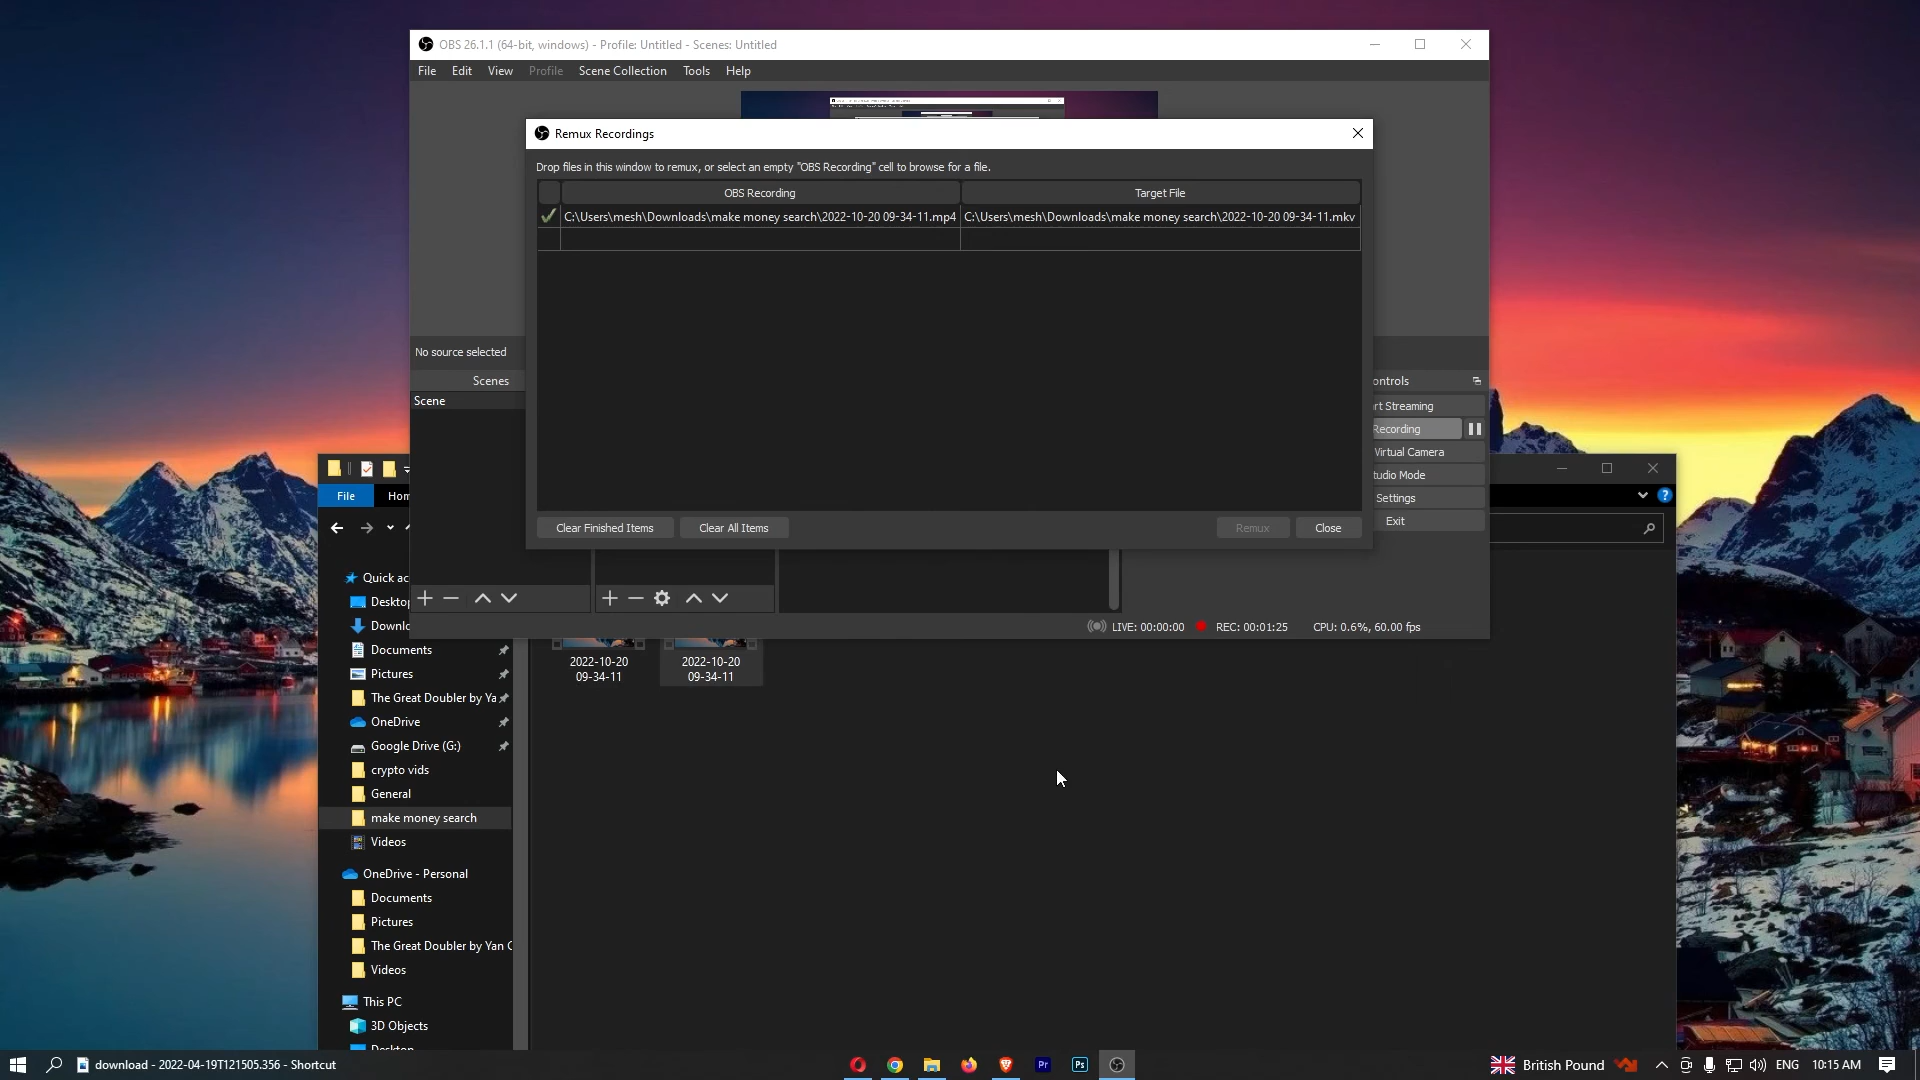 OBS 26.1.1 (64-bit, windows) - Profile: Untitled - Scenes: Untitled
File Edit View Profile Scene Collection Tools Help
Remux Recordings
Drop files in this window to remux, or select an empty "OBS Recording" cell to browse for a file.
OBS Recording Target File
C:\Users\mesh\Downloads\make money search\2022-10-20 09-34-11.mp4 C:\Users\mesh\Downloads\make money search\2022-10-20 09-34-11.mkv
Clear Finished Items Clear All Items Remux Close
No source selected
Scenes
Scene
ontrols
rt Streaming
Recording
Virtual Camera
tudio Mode
Settings
Exit
LIVE: 00:00:00 REC: 00:01:25 CPU: 0.6%, 60.00 fps
File Hom
Quick ac
Desktop
Downlo
Documents
Pictures
The Great Doubler by Ya
OneDrive
Google Drive (G:)
crypto vids
General
make money search
Videos
OneDrive - Personal
Documents
Pictures
The Great Doubler by Yan C
Videos
This PC
3D Objects
Desktop
2022-10-20
09-34-11
2022-10-20
09-34-11
download - 2022-04-19T121505.356 - Shortcut
Pr
Ps
British Pound
ENG
10:15 AM